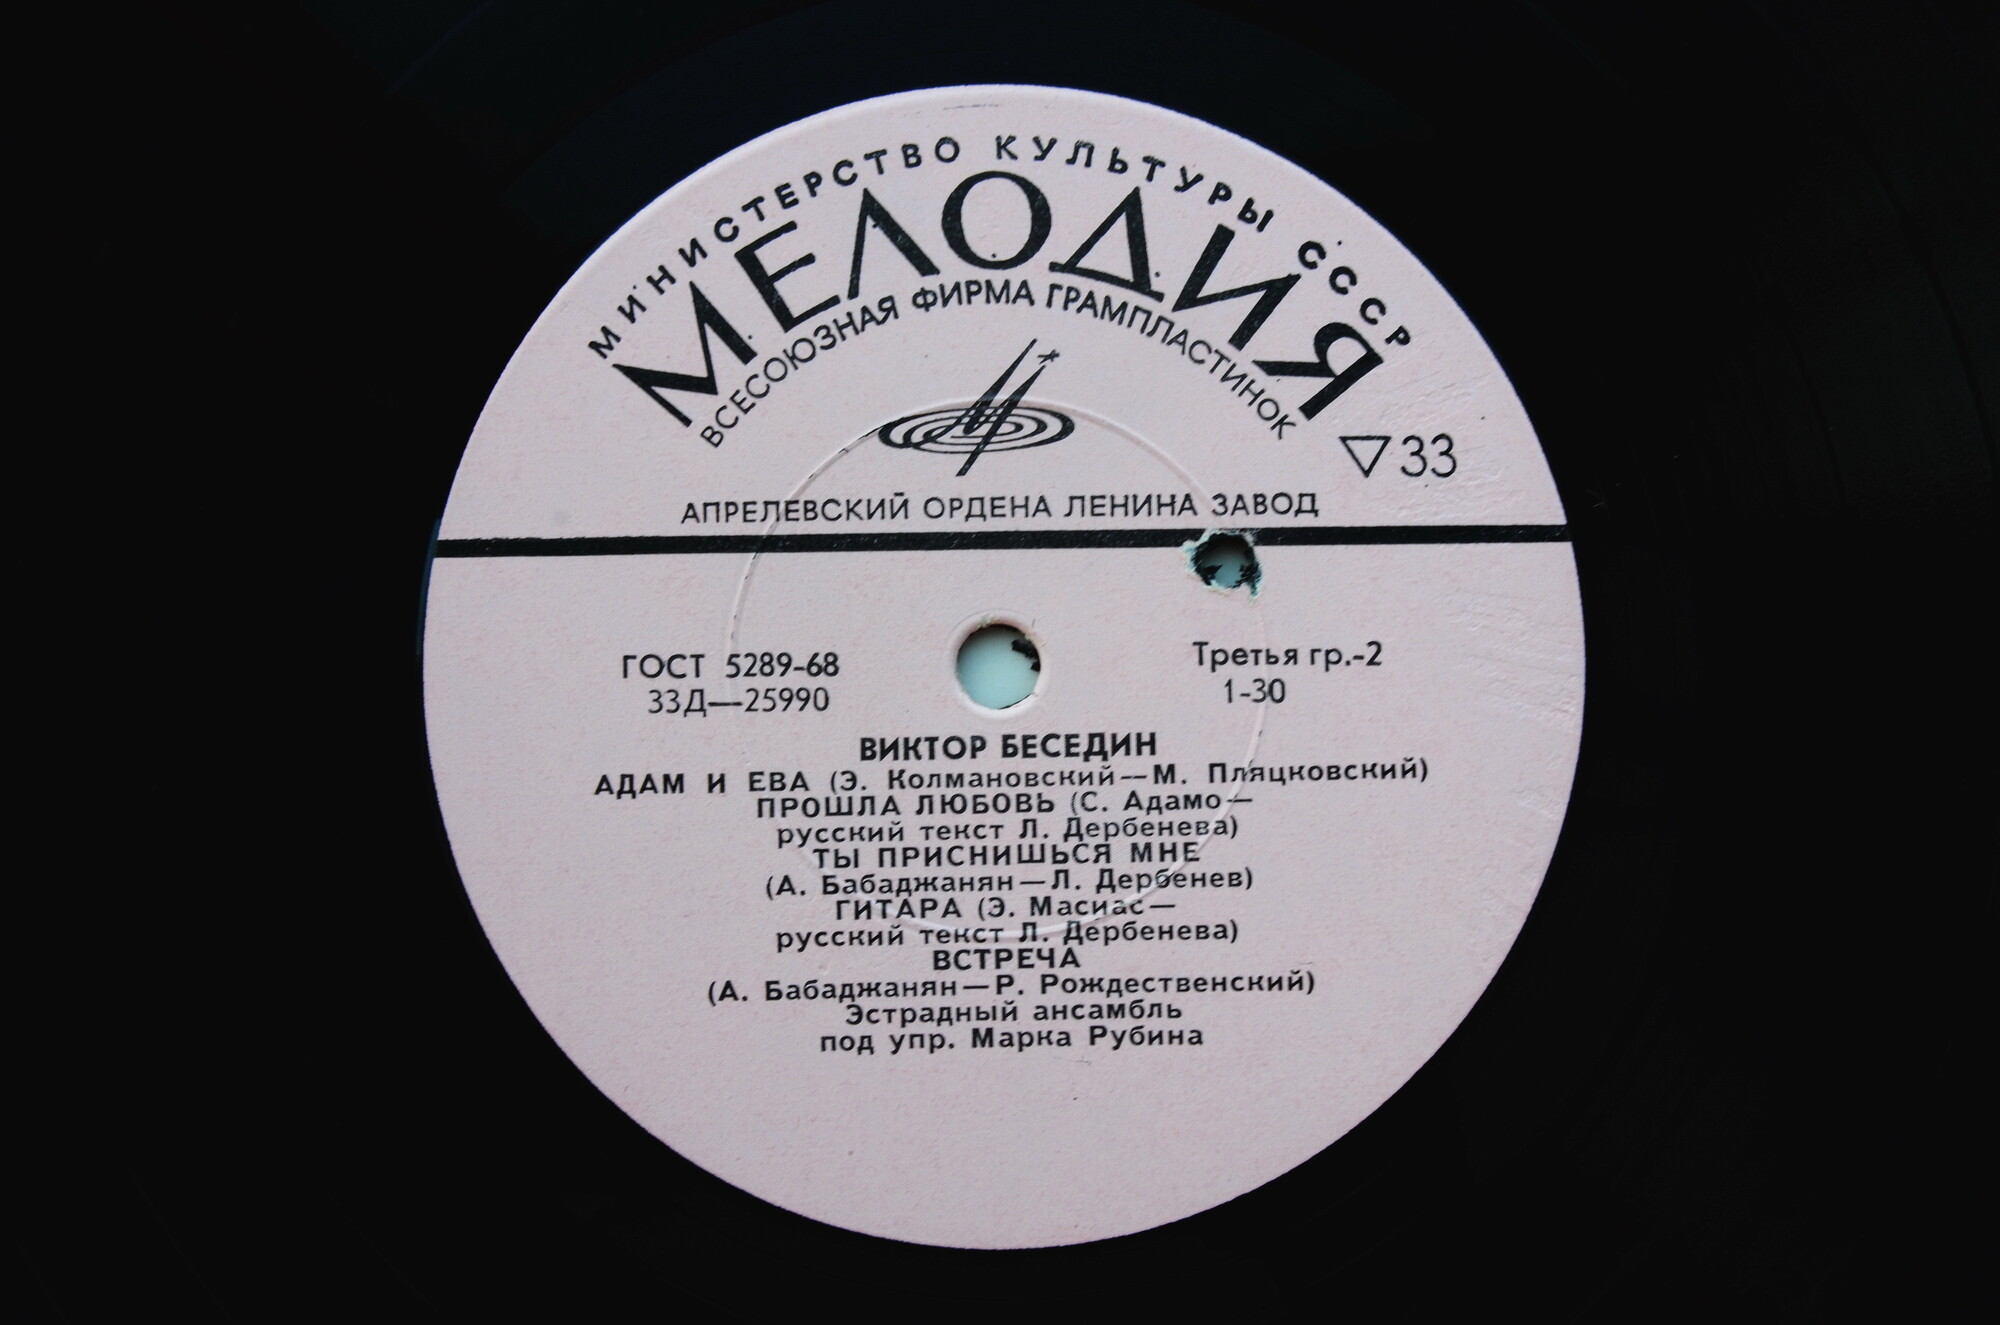 МИНИСТЕРСТВО КУЛЬТУРЫ СССР
МЕЛОДИЯ
ВСЕСОЮЗНАЯ ФИРМА ГРАМПЛАСТИНОК
▽33
АПРЕЛЕВСКИЙ ОРДЕНА ЛЕНИНА ЗАВОД
ГОСТ 5289-68
33Д—25990
Третья гр.-2
1-30
ВИКТОР БЕСЕДИН
АДАМ И ЕВА (Э. Колмановский—М. Пляцковский)
ПРОШЛА ЛЮБОВЬ (С. Адамо—
русский текст Л. Дербенева)
ТЫ ПРИСНИШЬСЯ МНЕ
(А. Бабаджанян—Л. Дербенев)
ГИТАРА (Э. Масиас—
русский текст Л. Дербенева)
ВСТРЕЧА
(А. Бабаджанян—Р. Рождественский)
Эстрадный ансамбль
под упр. Марка Рубина